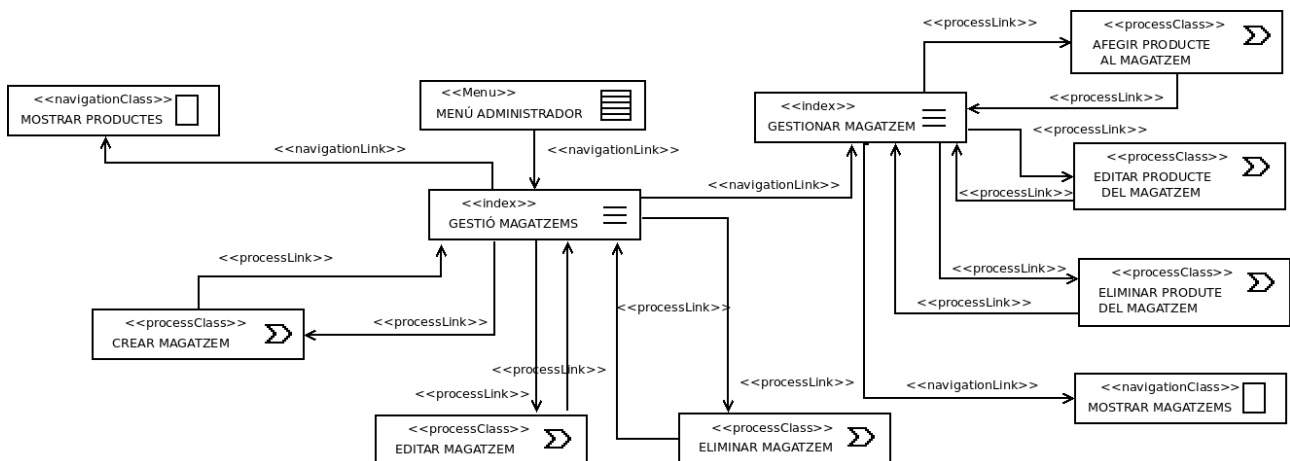 <<processClass>>
AFEGIR PRODUCTE
AL MAGATZEM
<<processLink>>
<<navigationClass>>
MOSTRAR PRODUCTES
<<Menu>>
MENÚ ADMINISTRADOR
<<index>>
GESTIONAR MAGATZEM
<<processLink>>
<<processLink>>
<<navigationLink>>
<<navigationLink>>
<<processClass>>
EDITAR PRODUCTE
DEL MAGATZEM
<<processLink>>
<<navigationLink>>
<<index>>
GESTIÓ MAGATZEMS
<<processLink>>
<<processLink>>
<<processClass>>
ELIMINAR PRODUTE
DEL MAGATZEM
<<processLink>>
<<processLink>>
<<processClass>>
CREAR MAGATZEM
<<processLink>>
<<processLink>>
<<processLink>>
<<navigationLink>>
<<navigationClass>>
MOSTRAR MAGATZEMS
<<processLink>>
<<processClass>>
EDITAR MAGATZEM
<<processClass>>
ELIMINAR MAGATZEM